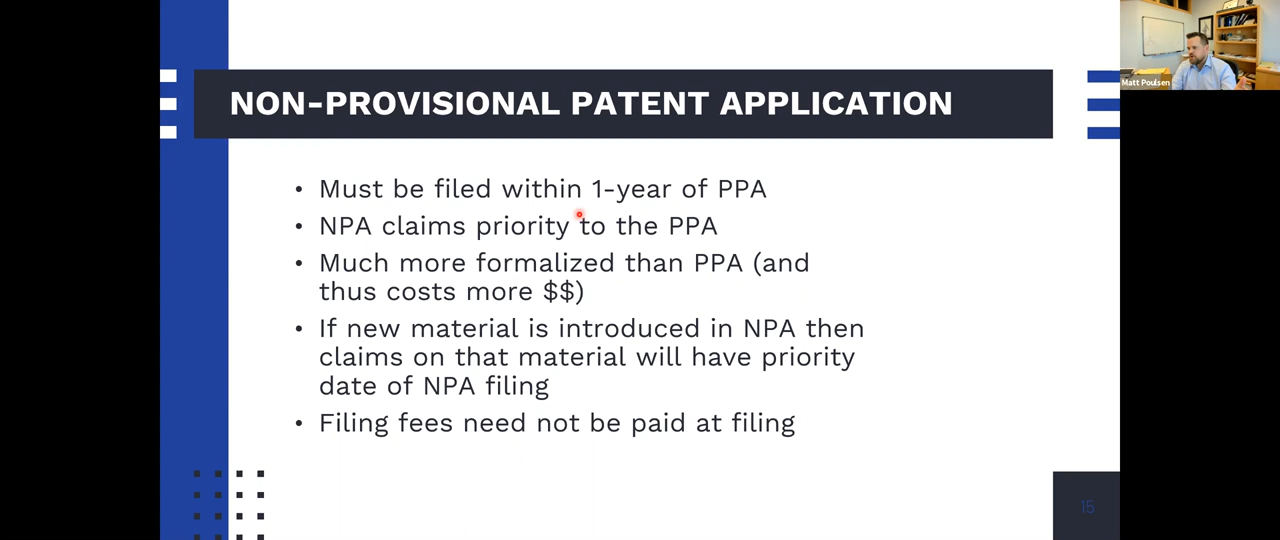 NON-PROVISIONAL PATENT APPLICATION
• Must be filed within 1-year of PPA
• NPA claims priority to the PPA
• Much more formalized than PPA (and
thus costs more $$)
• If new material is introduced in NPA then
claims on that material will have priority
date of NPA filing
• Filing fees need not be paid at filing
15
Matt Poulsen